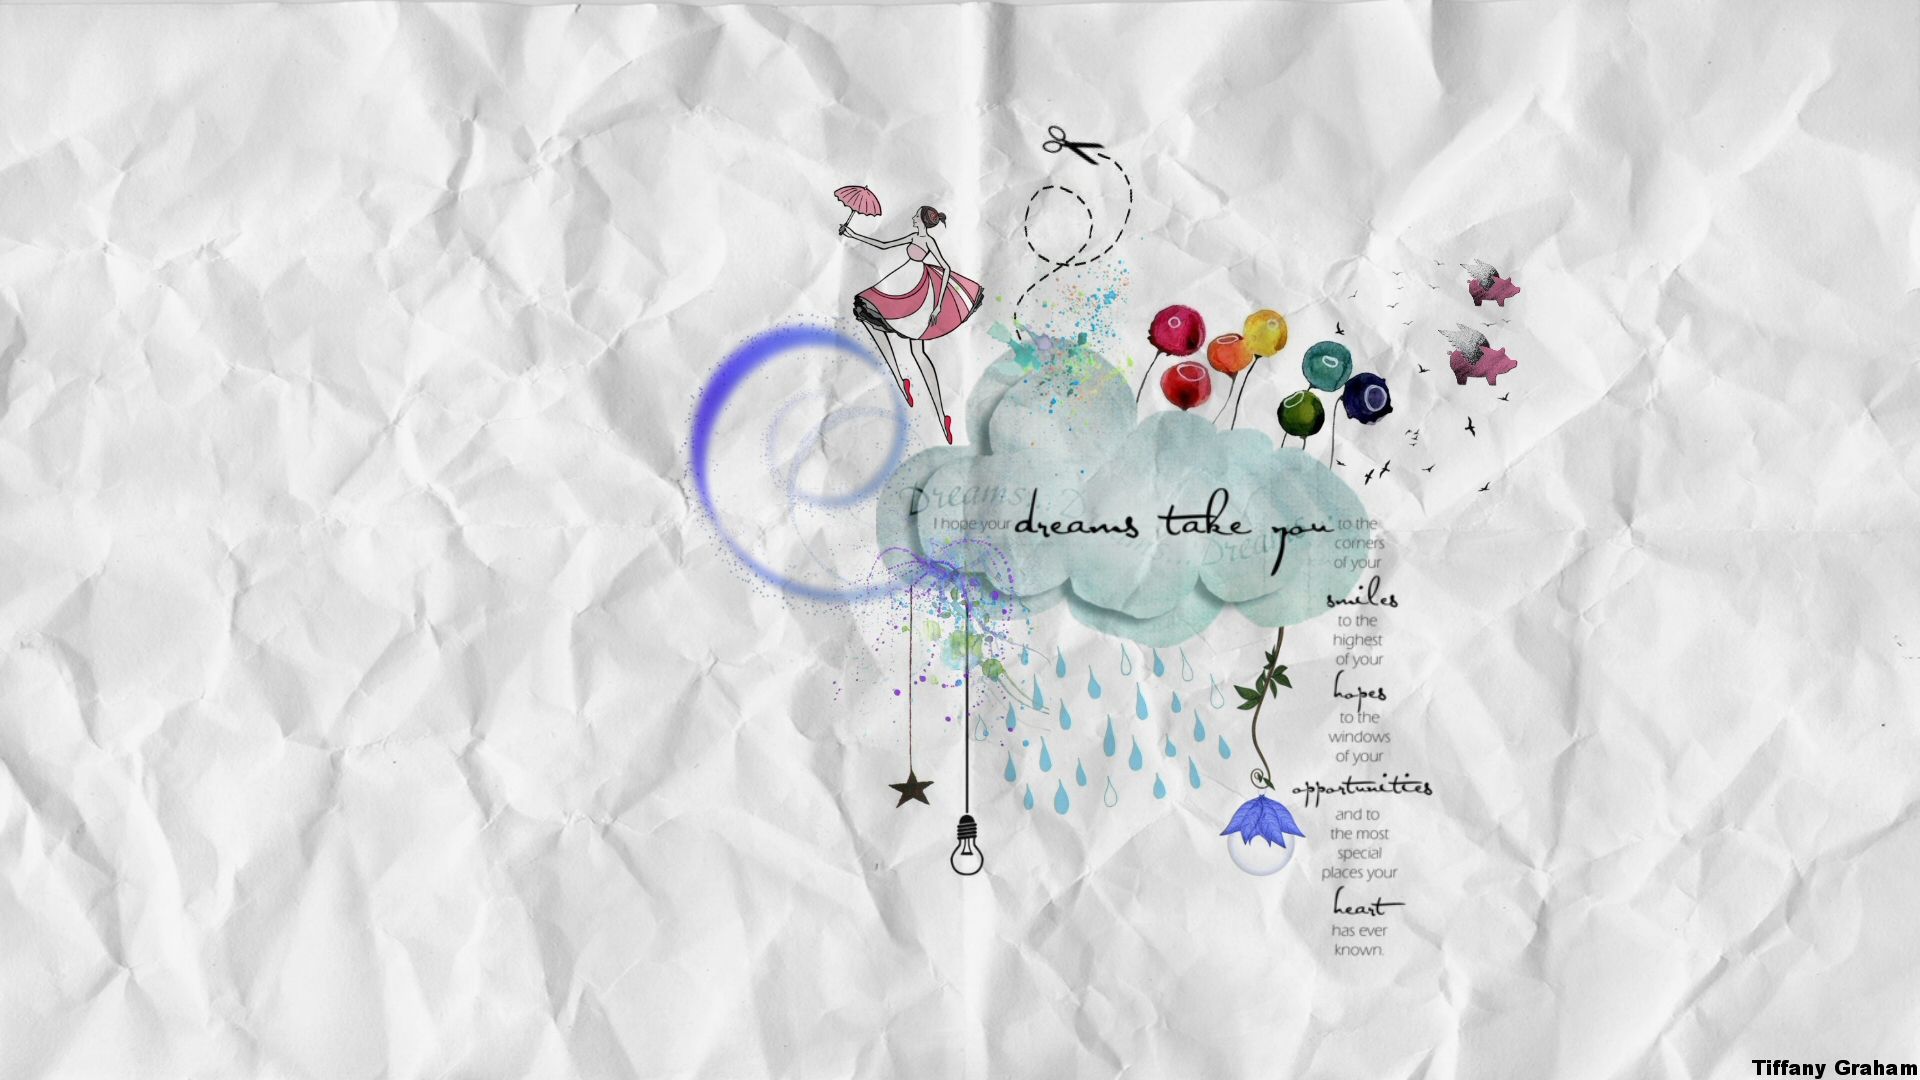 Dreams
I hope your dreams take you to the
corners
of your
smiles
to the
highest
of your
hopes
to the
windows
of your
opportunities
and to
the most
special
places your
heart
has ever
known.
Tiffany Graham